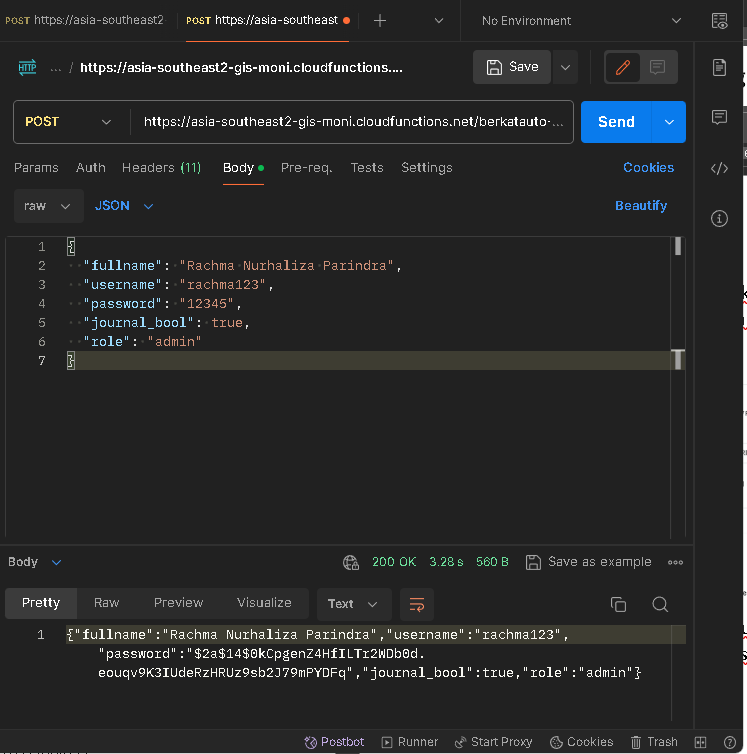 POST https://asia-southeast2 POST https://asia-southeast No Environment
HTTP ... / https://asia-southeast2-gis-moni.cloudfunctions.... Save
POST https://asia-southeast2-gis-moni.cloudfunctions.net/berkatauto-... Send
Params Auth Headers (11) Body Pre-req. Tests Settings Cookies
raw JSON Beautify
1 {
2 "fullname": "Rachma Nurhaliza Parindra",
3 "username": "rachma123",
4 "password": "12345",
5 "journal_bool": true,
6 "role": "admin"
7 }
Body 200 OK 3.28 s 560 B Save as example
Pretty Raw Preview Visualize Text
1 {"fullname":"Rachma Nurhaliza Parindra","username":"rachma123",
"password":"$2a$14$0kCpgenZ4HfILTr2WDb0d.
eouqv9K3IUdeRzHRUz9sb2J79mPYDFq","journal_bool":true,"role":"admin"}
Postbot Runner Start Proxy Cookies Trash